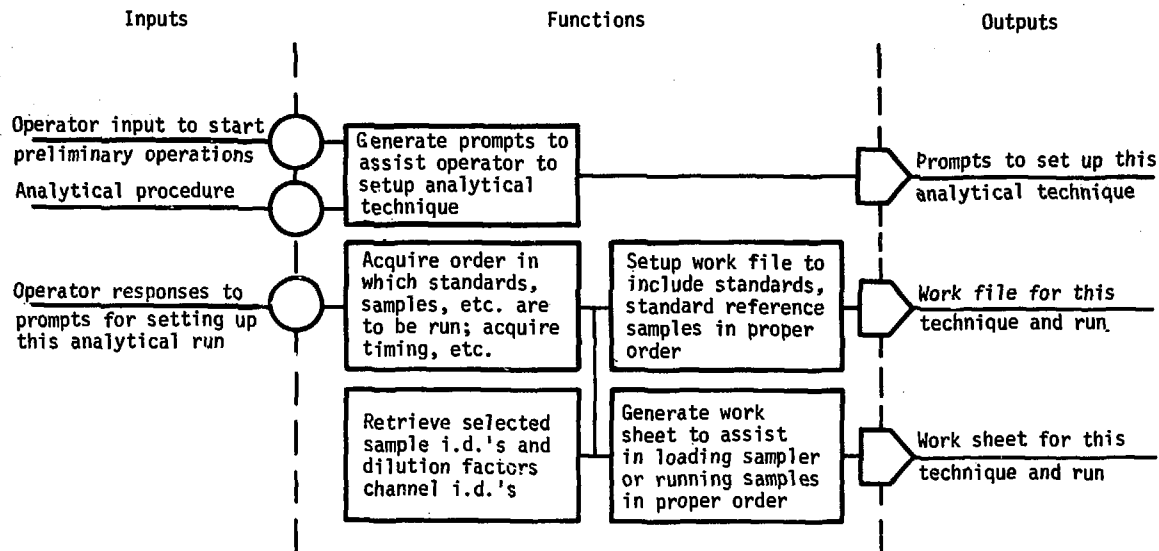 Inputs
Functions
Outputs
Operator input to start
preliminary operations
Analytical procedure
Generate prompts to
assist operator to
setup analytical
technique
Prompts to set up this
analytical technique
Operator responses to
prompts for setting up
this analytical run
Acquire order in
which standards,
samples, etc. are
to be run; acquire
timing, etc.
Setup work file to
include standards,
standard reference
samples in proper
order
Work file for this
technique and run
Retrieve selected
sample i.d.'s and
dilution factors
channel i.d.'s
Generate work
sheet to assist
in loading sampler
or running samples
in proper order
Work sheet for this
technique and run